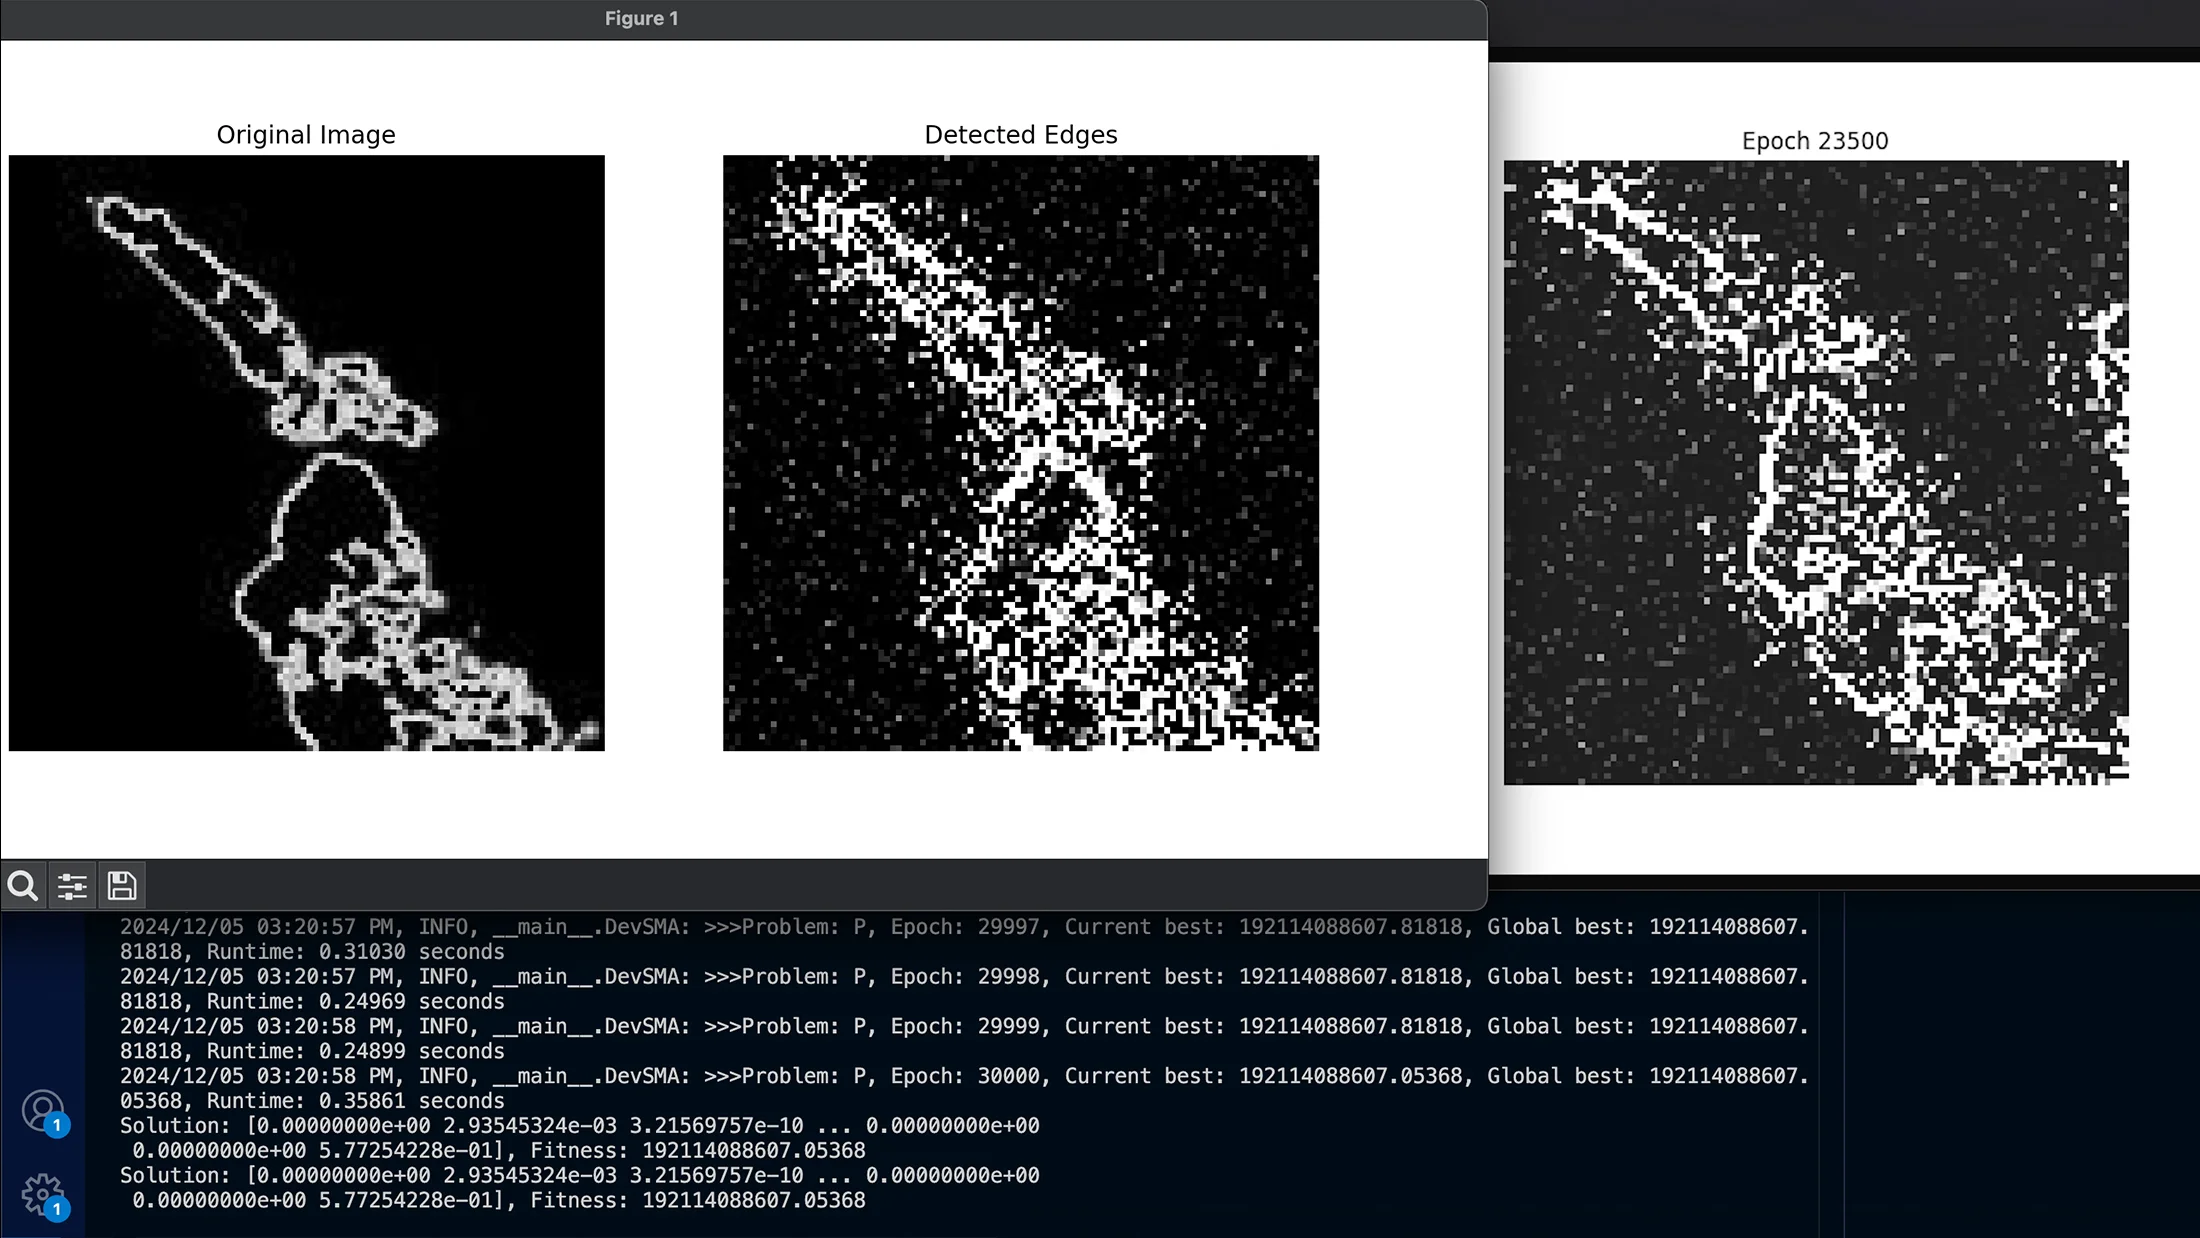 Figure 1
Original Image
Detected Edges
Epoch 23500
2024/12/05 03:20:57 PM, INFO, __main__.DevSMA: >>>Problem: P, Epoch: 29997, Current best: 192114088607.81818, Global best: 192114088607.
81818, Runtime: 0.31030 seconds
2024/12/05 03:20:57 PM, INFO, __main__.DevSMA: >>>Problem: P, Epoch: 29998, Current best: 192114088607.81818, Global best: 192114088607.
81818, Runtime: 0.24969 seconds
2024/12/05 03:20:58 PM, INFO, __main__.DevSMA: >>>Problem: P, Epoch: 29999, Current best: 192114088607.81818, Global best: 192114088607.
81818, Runtime: 0.24899 seconds
2024/12/05 03:20:58 PM, INFO, __main__.DevSMA: >>>Problem: P, Epoch: 30000, Current best: 192114088607.05368, Global best: 192114088607.
05368, Runtime: 0.35861 seconds
Solution: [0.00000000e+00 2.93545324e-03 3.21569757e-10 ... 0.00000000e+00
0.00000000e+00 5.77254228e-01], Fitness: 192114088607.05368
Solution: [0.00000000e+00 2.93545324e-03 3.21569757e-10 ... 0.00000000e+00
0.00000000e+00 5.77254228e-01], Fitness: 192114088607.05368
1
1